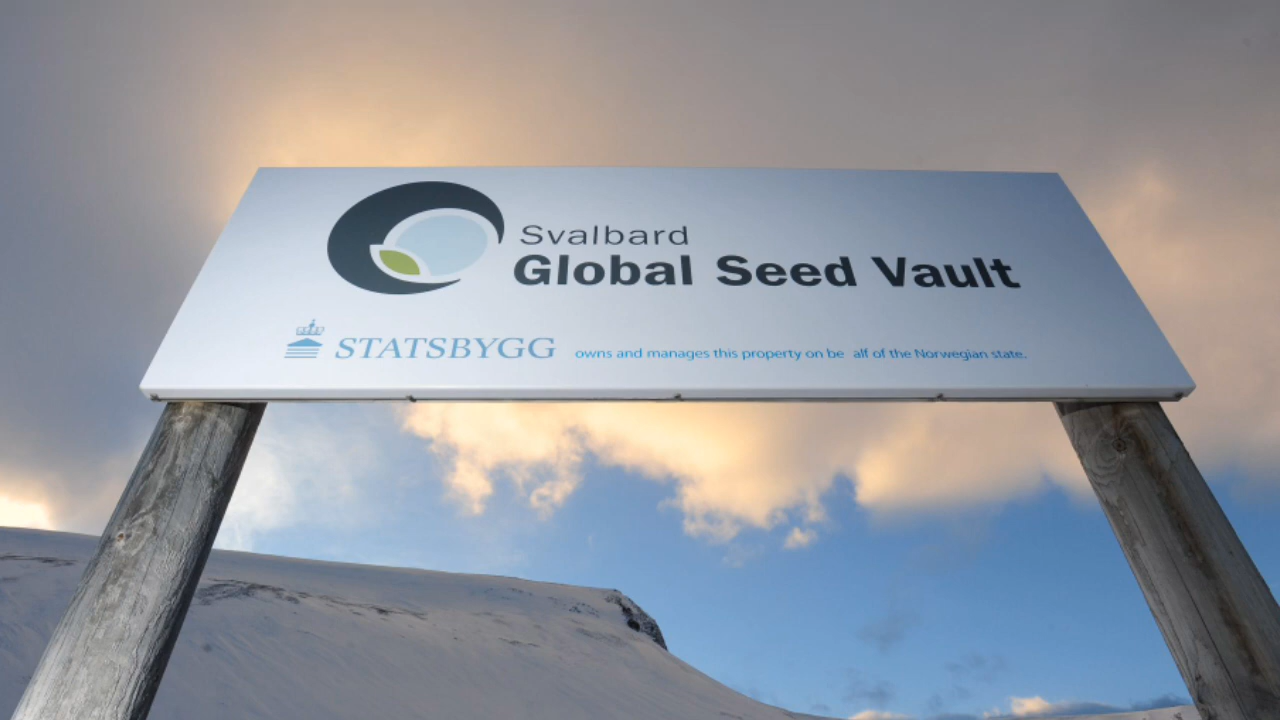 Svalbard
Global Seed Vault
STATSBYGG owns and manages this property on be alf of the Norwegian state.